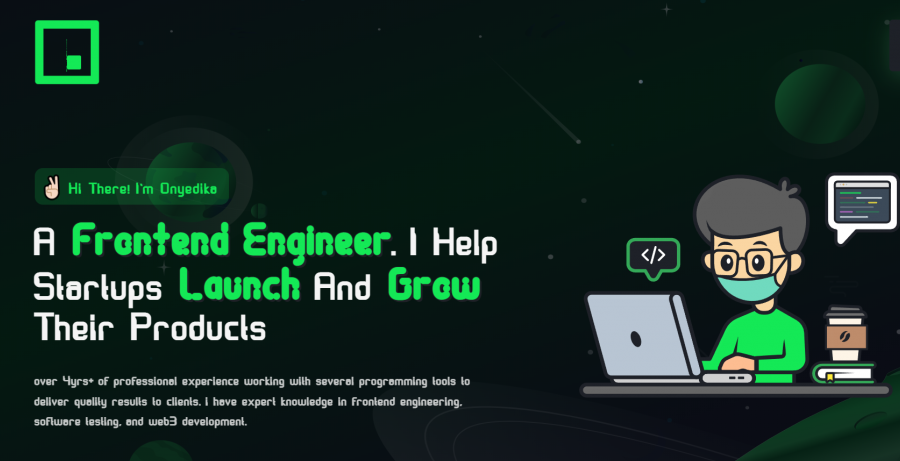 Hi There! I'm Onyedika
A Frontend Engineer. I Help
Startups Launch And Grow
Their Products
over 4yrs+ of professional experience working with several programming tools to
deliver quality results to clients. i have expert knowledge in frontend engineering,
software testing, and web3 development.
</>